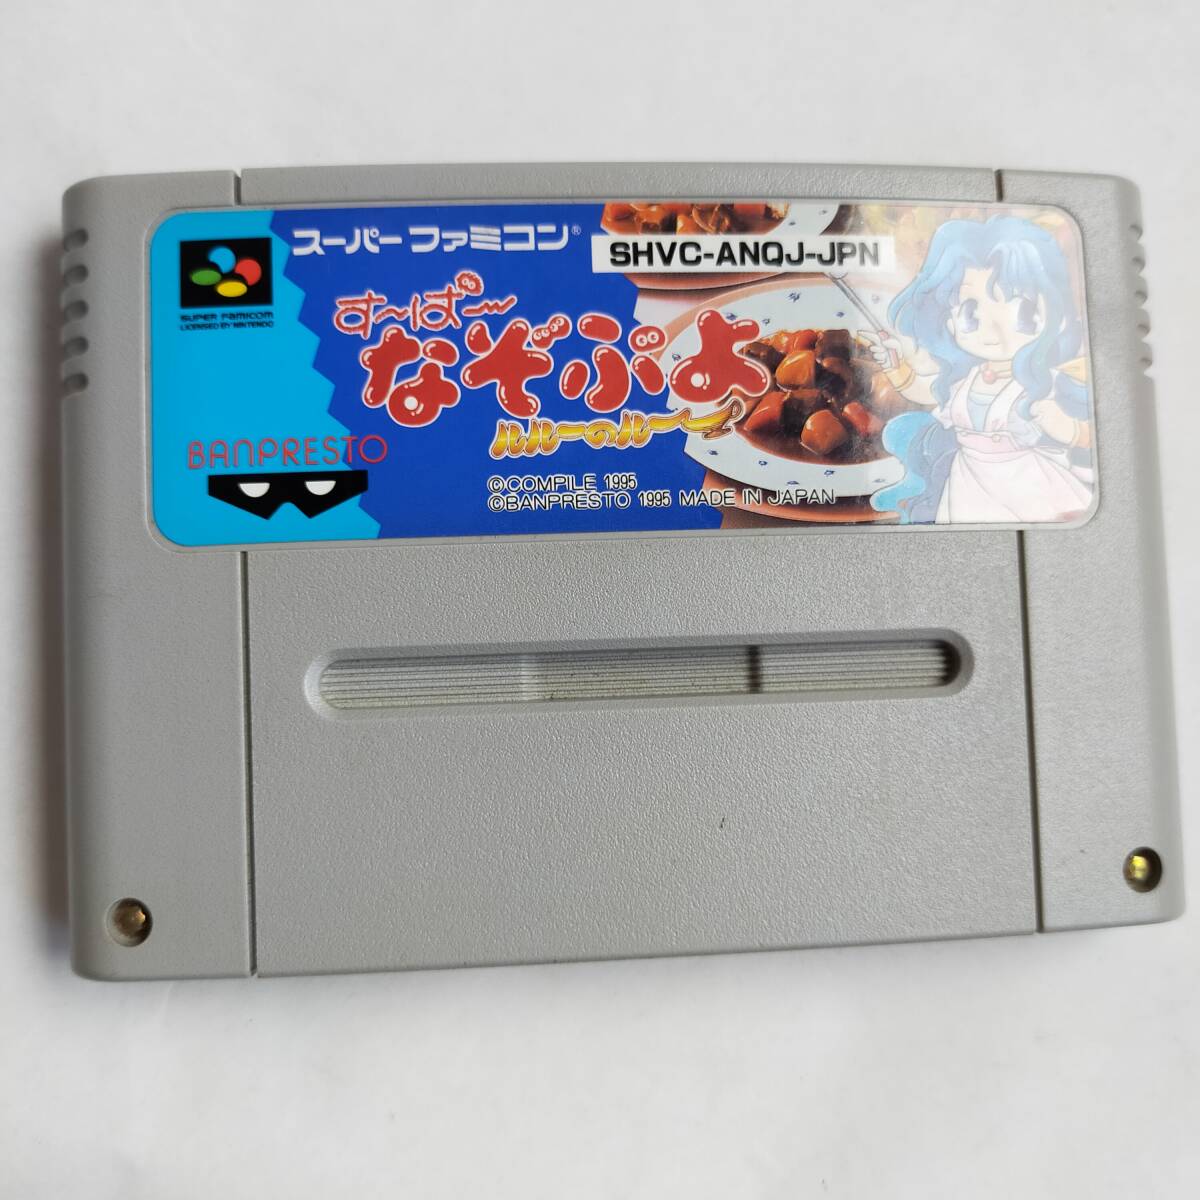 スーパーファミコン®
SHVC-ANQJ-JPN
SUPER FAMICOM
LICENSED BY NINTENDO
す〜ぱ〜
なぞぷよ
ルルーのルー
BANPRESTO
©COMPILE 1995
©BANPRESTO 1995 MADE IN JAPAN